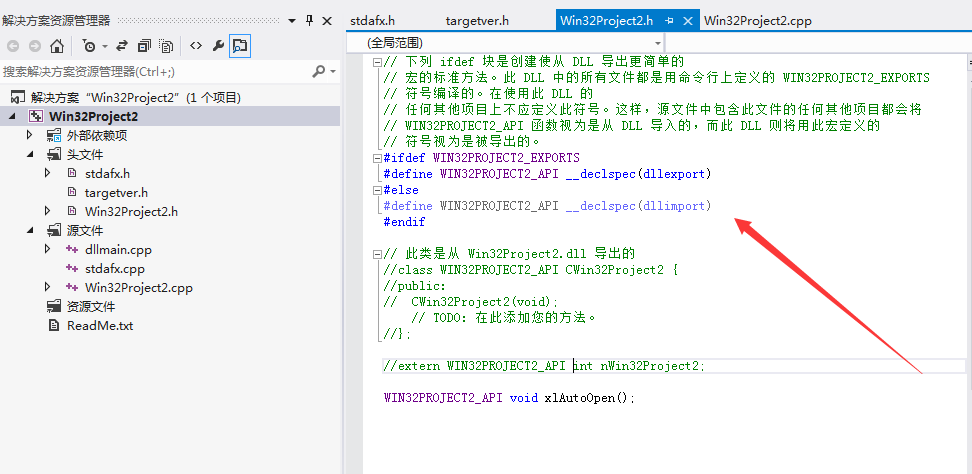 解决方案资源管理器
搜索解决方案资源管理器(Ctrl+;)
解决方案 "Win32Project2" (1 个项目)
Win32Project2
外部依赖项
头文件
stdafx.h
targetver.h
Win32Project2.h
源文件
dllmain.cpp
stdafx.cpp
Win32Project2.cpp
资源文件
ReadMe.txt
stdafx.h targetver.h Win32Project2.h Win32Project2.cpp
(全局范围)
// 下列 ifdef 块是创建使从 DLL 导出更简单的
// 宏的标准方法。此 DLL 中的所有文件都是用命令行上定义的 WIN32PROJECT2_EXPORTS
// 符号编译的。在使用此 DLL 的
// 任何其他项目上不应定义此符号。这样，源文件中包含此文件的任何其他项目都会将
// WIN32PROJECT2_API 函数视为是从 DLL 导入的，而此 DLL 则将用此宏定义的
// 符号视为是被导出的。
#ifdef WIN32PROJECT2_EXPORTS
#define WIN32PROJECT2_API __declspec(dllexport)
#else
#define WIN32PROJECT2_API __declspec(dllimport)
#endif
// 此类是从 Win32Project2.dll 导出的
//class WIN32PROJECT2_API CWin32Project2 {
//public:
// CWin32Project2(void);
// TODO: 在此添加您的方法。
//};
//extern WIN32PROJECT2_API int nWin32Project2;
WIN32PROJECT2_API void xlAutoOpen();